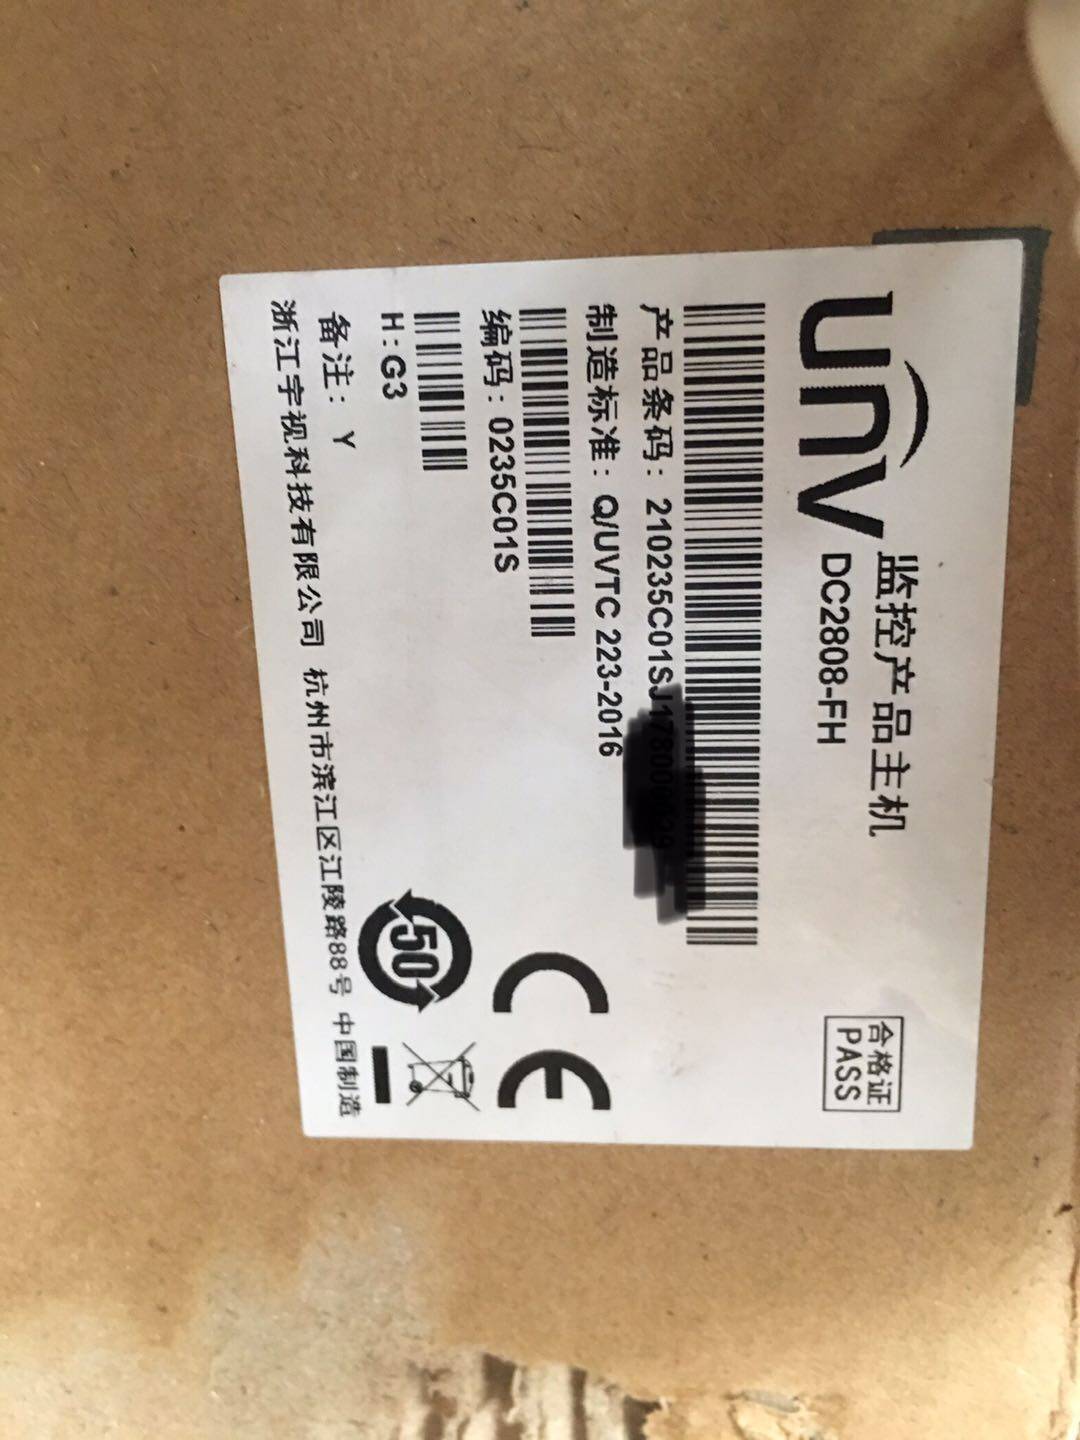 unv 监控产品主机
DC2808-FH
合格证
PASS
产品条码: 210235C01SJ178000
制造标准: Q/UVTC 223-2016
编码: 0235C01S
H:G3
备注: Y
浙江宇视科技有限公司 杭州市滨江区江陵路88号 中国制造
CE
50